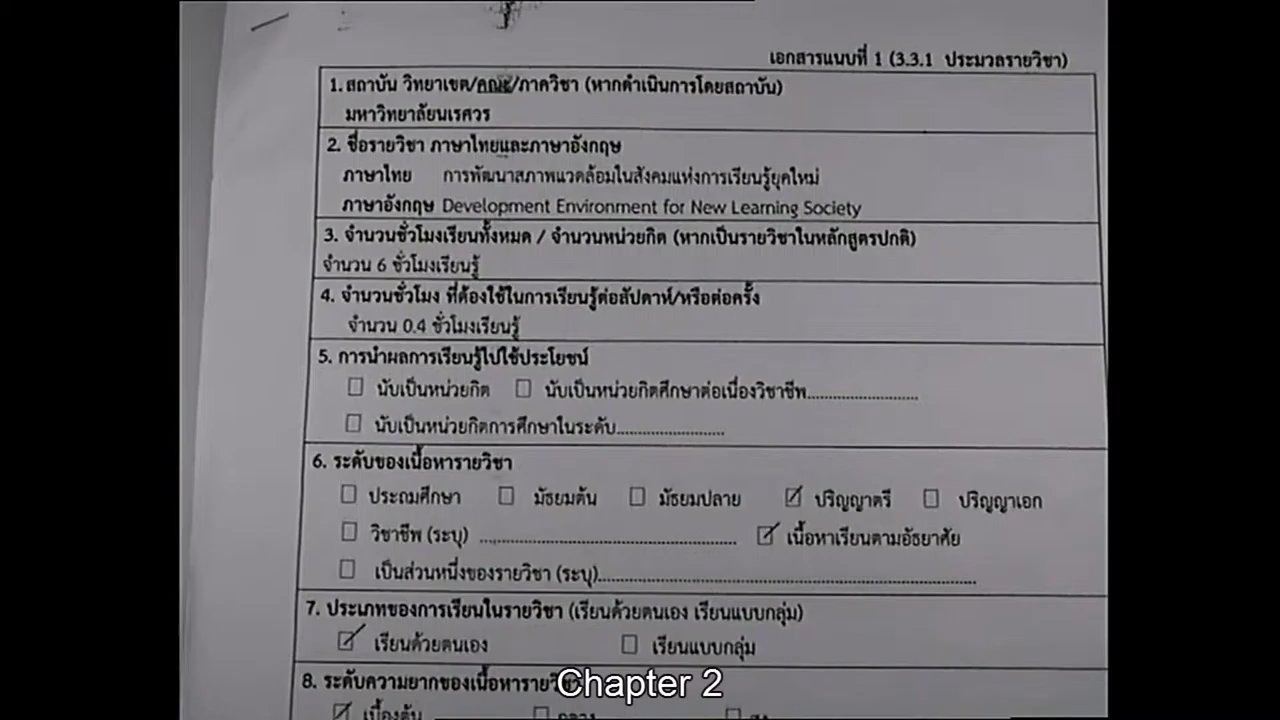 เอกสารแนบที่ 1 (3.3.1 ประมวลรายวิชา)
1. สถาบัน วิทยาเขต/คณะ/ภาควิชา (หากดำเนินการโดยสถาบัน)
มหาวิทยาลัยนเรศวร
2. ชื่อรายวิชา ภาษาไทยและภาษาอังกฤษ
ภาษาไทย การพัฒนาสภาพแวดล้อมในสังคมแห่งการเรียนรู้ยุคใหม่
ภาษาอังกฤษ Development Environment for New Learning Society
3. จำนวนชั่วโมงเรียนทั้งหมด / จำนวนหน่วยกิต (หากเป็นรายวิชาในหลักสูตรปกติ)
จำนวน 6 ชั่วโมงเรียนรู้
4. จำนวนชั่วโมง ที่ต้องใช้ในการเรียนรู้ต่อสัปดาห์/หรือต่อครั้ง
จำนวน 0.4 ชั่วโมงเรียนรู้
5. การนำผลการเรียนรู้ไปใช้ประโยชน์
☐ นับเป็นหน่วยกิต ☐ นับเป็นหน่วยกิตศึกษาต่อเนื่องวิชาชีพ......................
☐ นับเป็นหน่วยกิตการศึกษาในระดับ......................
6. ระดับของเนื้อหารายวิชา
☐ ประถมศึกษา ☐ มัธยมต้น ☐ มัธยมปลาย ☑ ปริญญาตรี ☐ ปริญญาเอก
☐ วิชาชีพ (ระบุ) ...................................................... ☑ เนื้อหาเรียนตามอัธยาศัย
☐ เป็นส่วนหนึ่งของรายวิชา (ระบุ)................................................................................
7. ประเภทของการเรียนในรายวิชา (เรียนด้วยตนเอง เรียนแบบกลุ่ม)
☑ เรียนด้วยตนเอง ☐ เรียนแบบกลุ่ม
8. ระดับความยากของเนื้อหารายวิชา
Chapter 2
☑ เบื้องต้น ☐ กลาง ☐